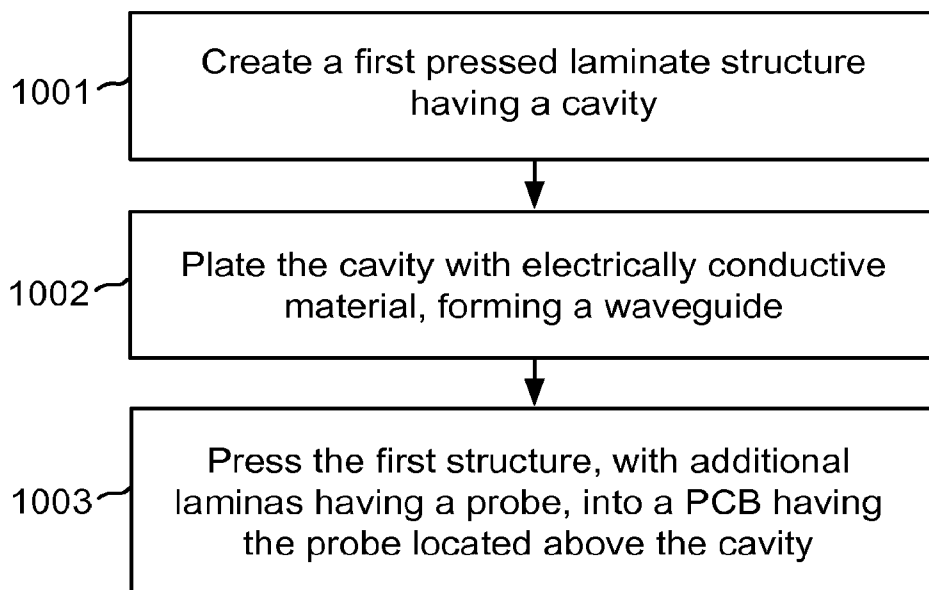 1001
Create a first pressed laminate structure
having a cavity
1002
Plate the cavity with electrically conductive
material, forming a waveguide
1003
Press the first structure, with additional
laminas having a probe, into a PCB having
the probe located above the cavity